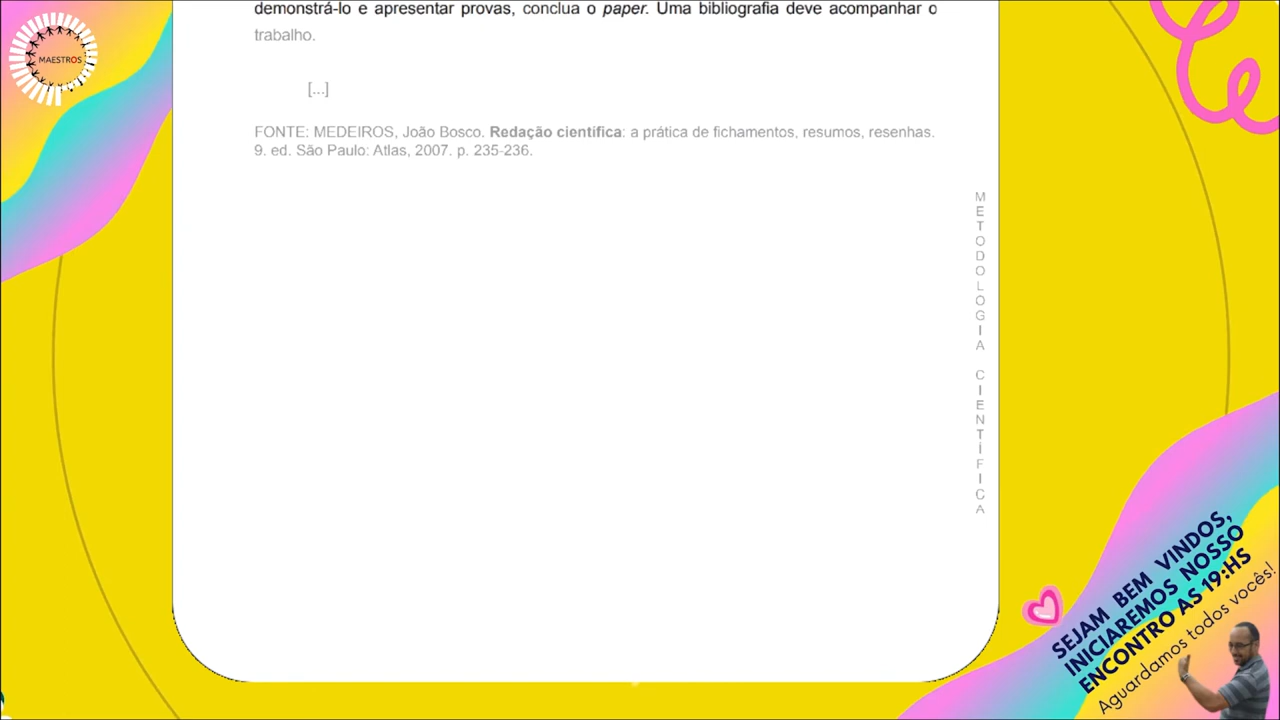 demonstrá-lo e apresentar provas, conclua o paper. Uma bibliografia deve acompanhar o
trabalho.
[...]
FONTE: MEDEIROS, João Bosco. Redação científica: a prática de fichamentos, resumos, resenhas.
9. ed. São Paulo: Atlas, 2007. p. 235-236.
METODOLOGIA CIENTÍFICA
MAESTROS
SEJAM BEM VINDOS,
INICIAREMOS NOSSO
ENCONTRO AS 19:HS
Aguardamos todos vocês!